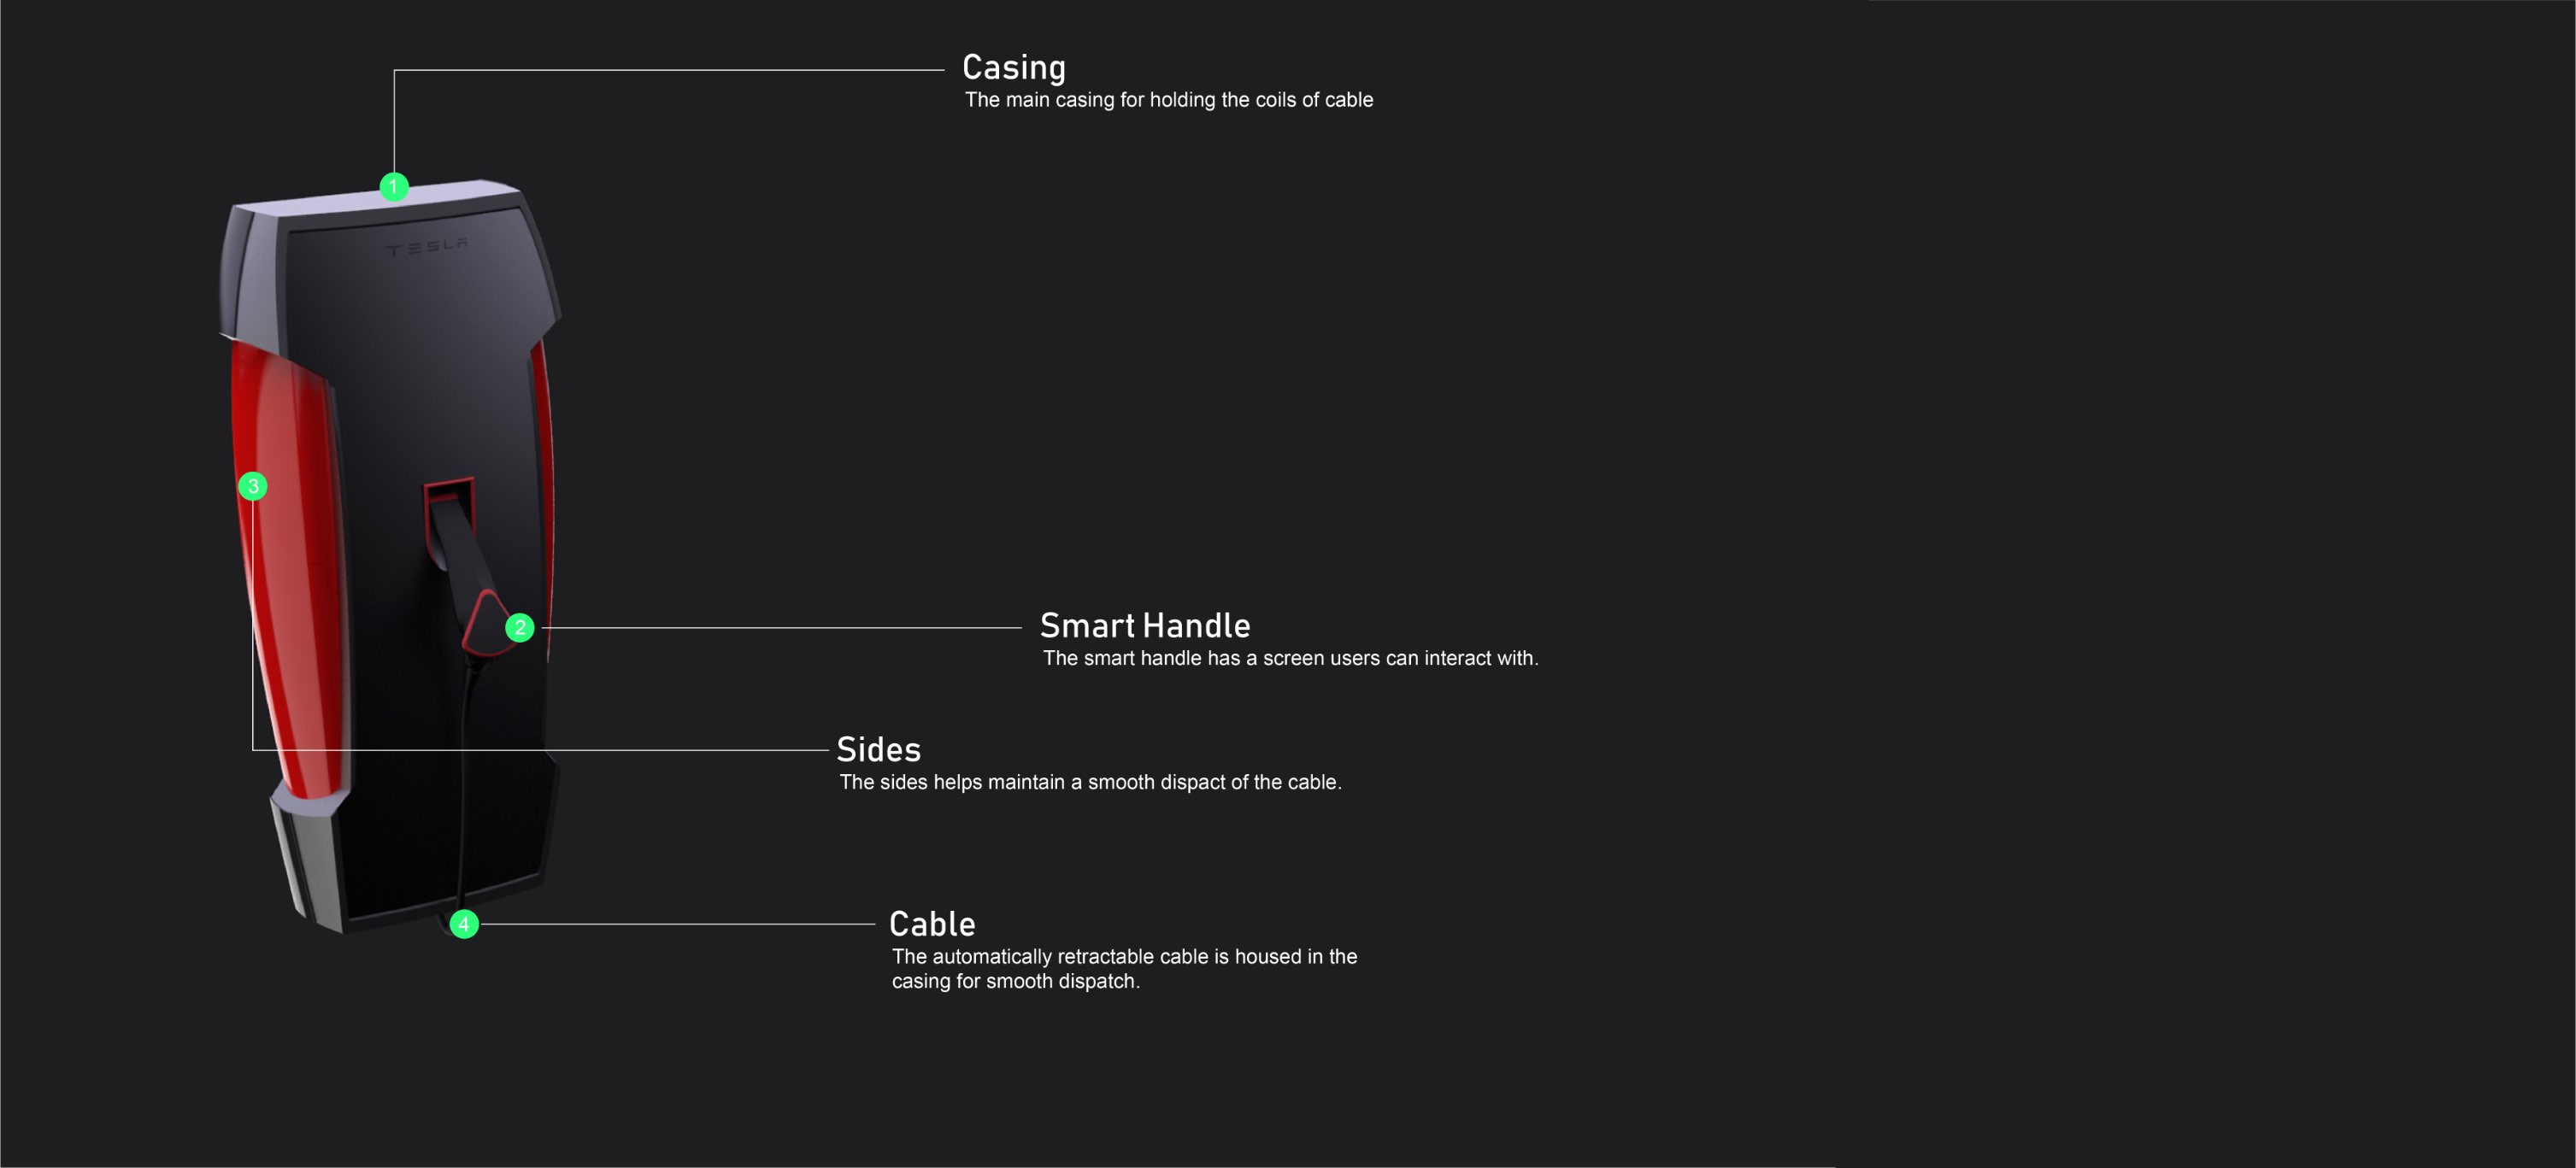 Casing
The main casing for holding the coils of cable
1
TESLA
3
2
Smart Handle
The smart handle has a screen users can interact with.
Sides
The sides helps maintain a smooth dispact of the cable.
4
Cable
The automatically retractable cable is housed in the
casing for smooth dispatch.